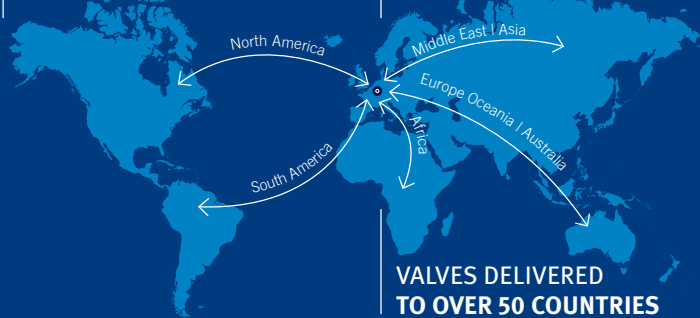 North America
Middle East I Asia
Europe Oceania I Australia
Africa
South America
VALVES DELIVERED
TO OVER 50 COUNTRIES